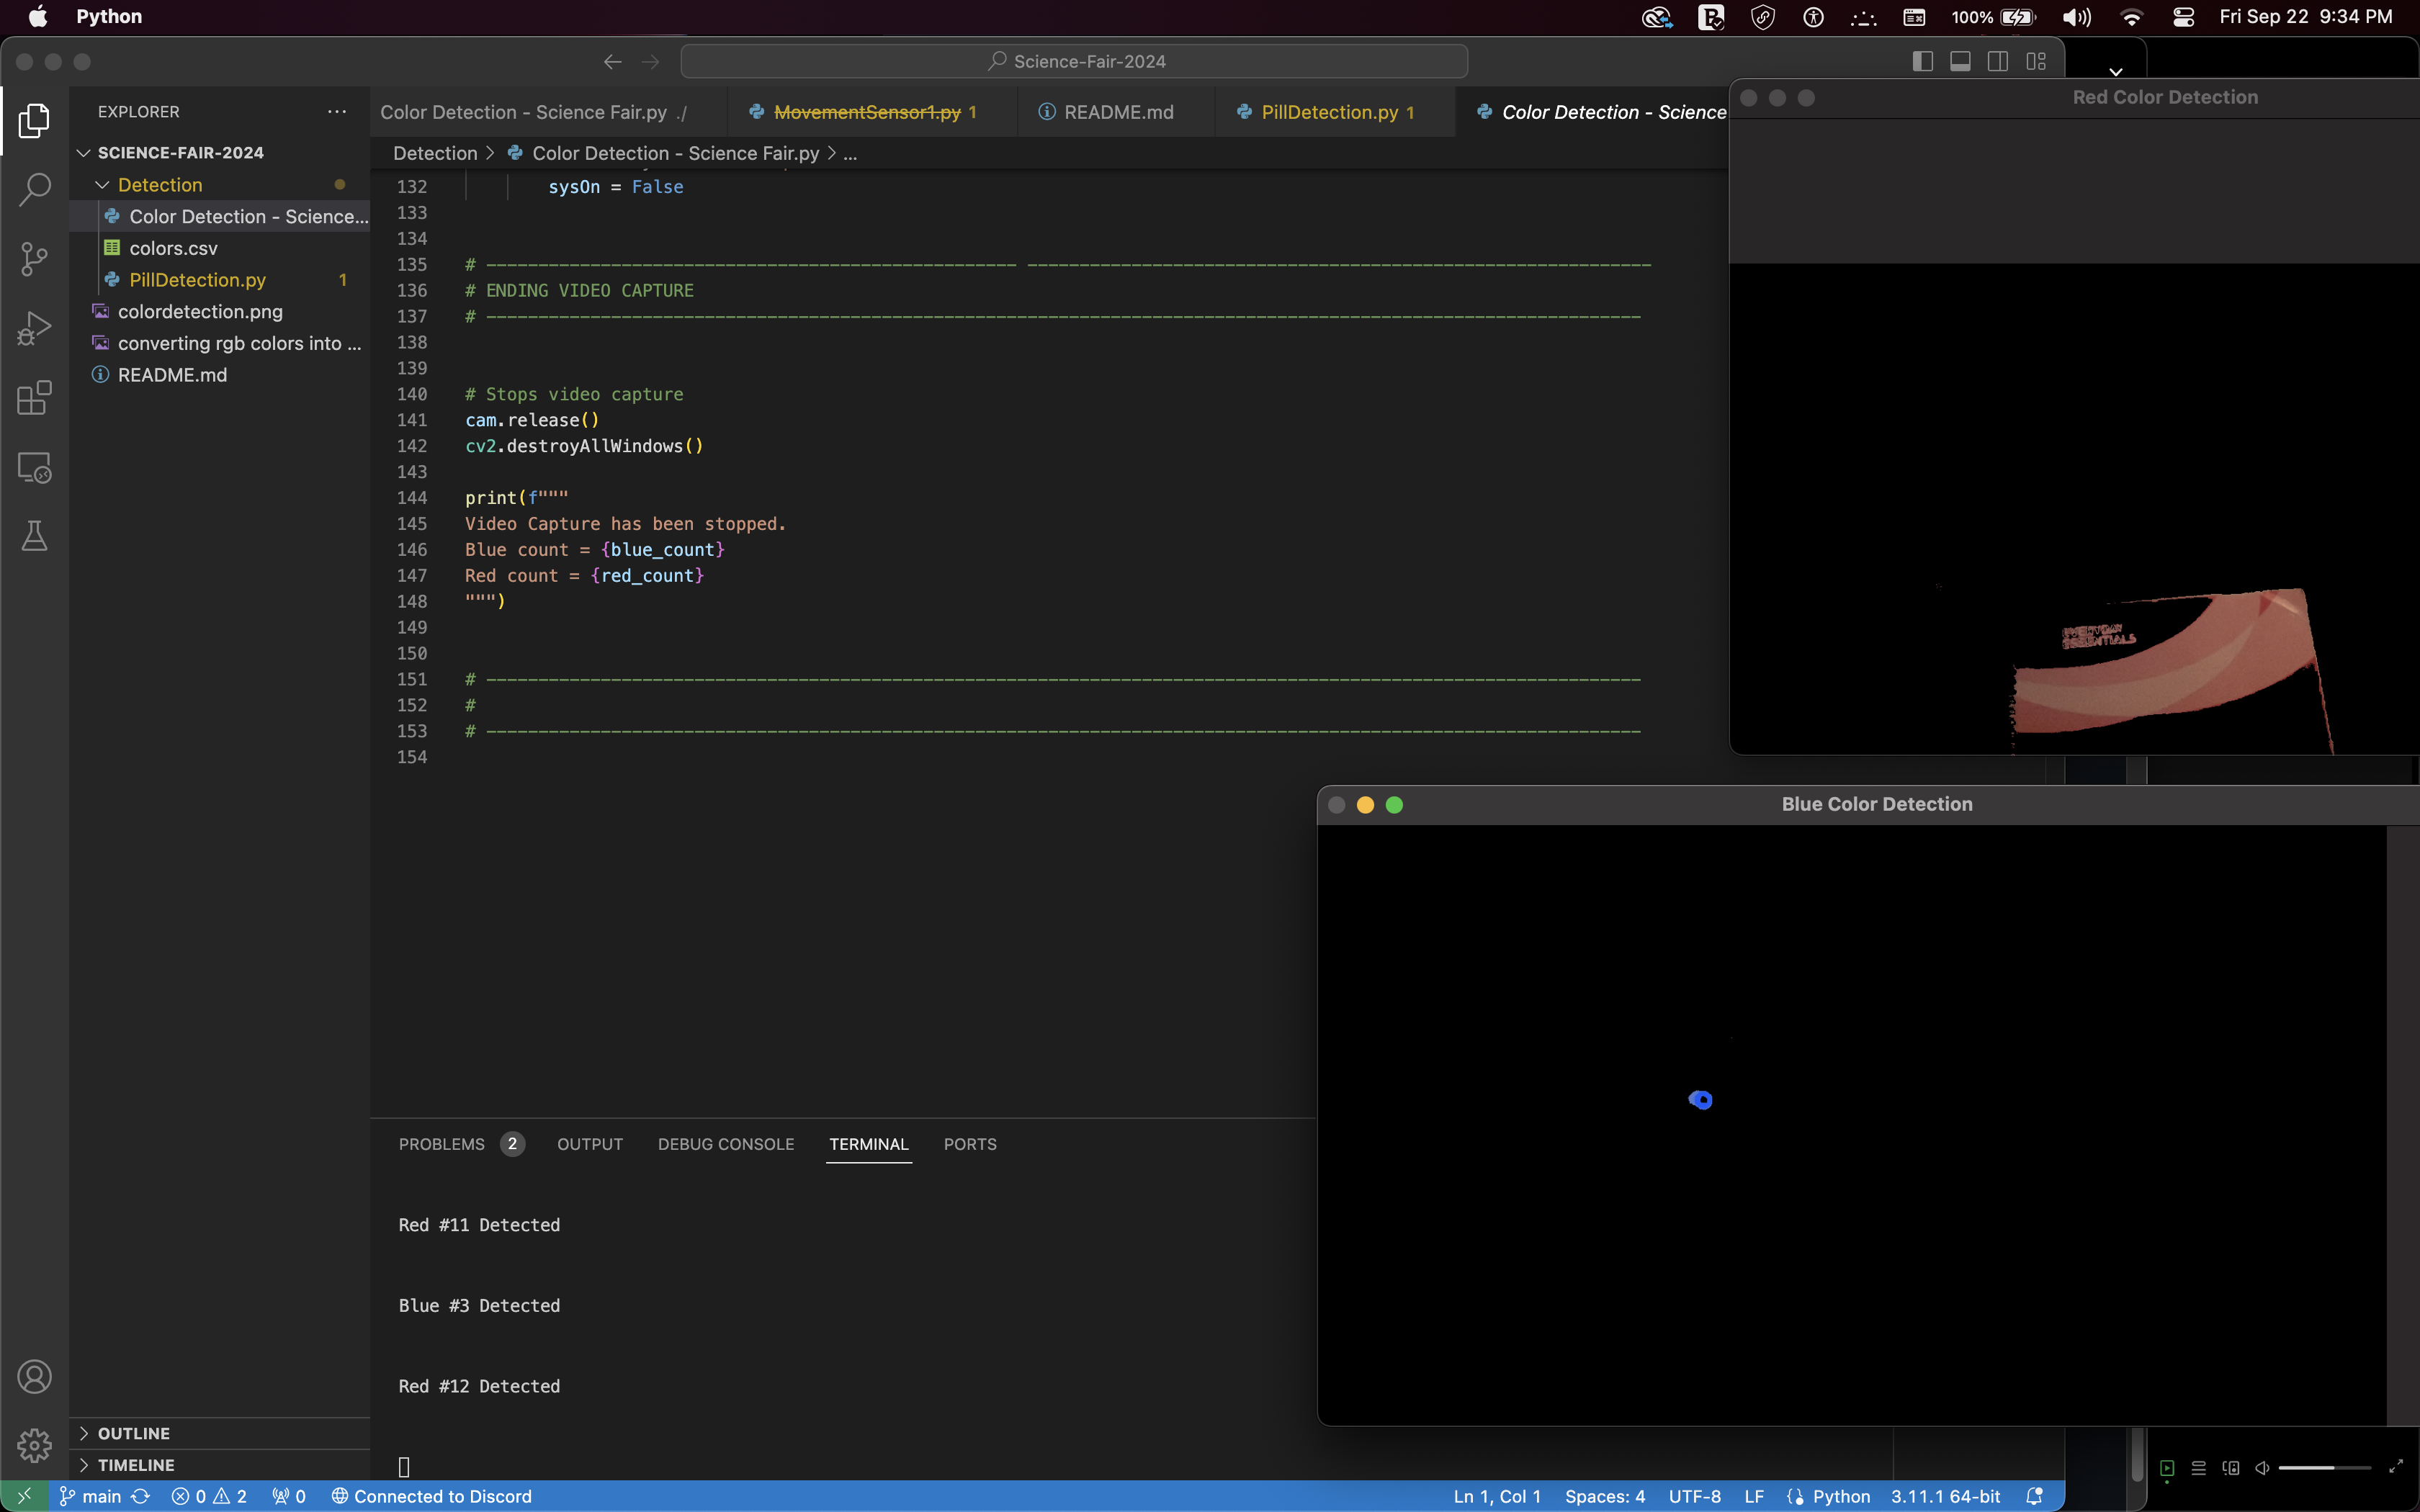 Python
100%
Fri Sep 22 9:34 PM
Science-Fair-2024
EXPLORER
SCIENCE-FAIR-2024
Detection
Color Detection - Science...
colors.csv
PillDetection.py 1
colordetection.png
converting rgb colors into ...
README.md
OUTLINE
TIMELINE
Color Detection - Science Fair.py ./
MovementSensor1.py 1
README.md
PillDetection.py 1
Color Detection - Science
Detection > Color Detection - Science Fair.py > ...
132 sysOn = False
133
134
135 # --------------------------------------------------- ------------------------------------------------------------
136 # ENDING VIDEO CAPTURE
137 # ---------------------------------------------------------------------------------------------------------------
138
139
140 # Stops video capture
141 cam.release()
142 cv2.destroyAllWindows()
143
144 print(f"""
145 Video Capture has been stopped.
146 Blue count = {blue_count}
147 Red count = {red_count}
148 """)
149
150
151 # ---------------------------------------------------------------------------------------------------------------
152 #
153 # ---------------------------------------------------------------------------------------------------------------
154
Red Color Detection
ESSENTIALS
Blue Color Detection
PROBLEMS 2 OUTPUT DEBUG CONSOLE TERMINAL PORTS
Red #11 Detected
Blue #3 Detected
Red #12 Detected
main 0 2 0 Connected to Discord
Ln 1, Col 1 Spaces: 4 UTF-8 LF Python 3.11.1 64-bit